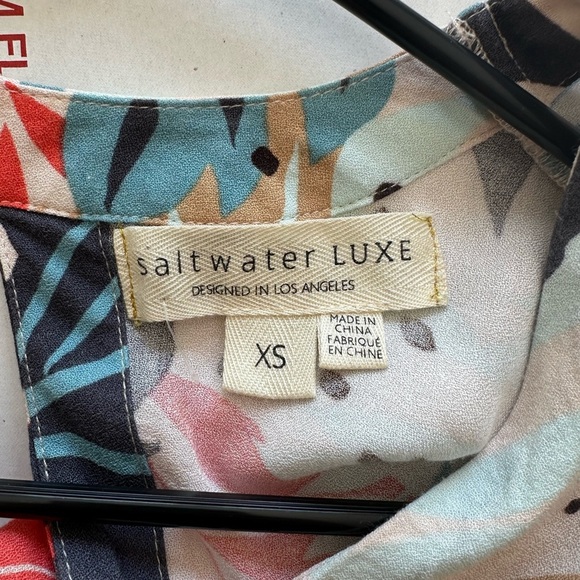 saltwater LUXE
DESIGNED IN LOS ANGELES
XS
MADE IN
CHINA
FABRIQUÉ
EN CHINE